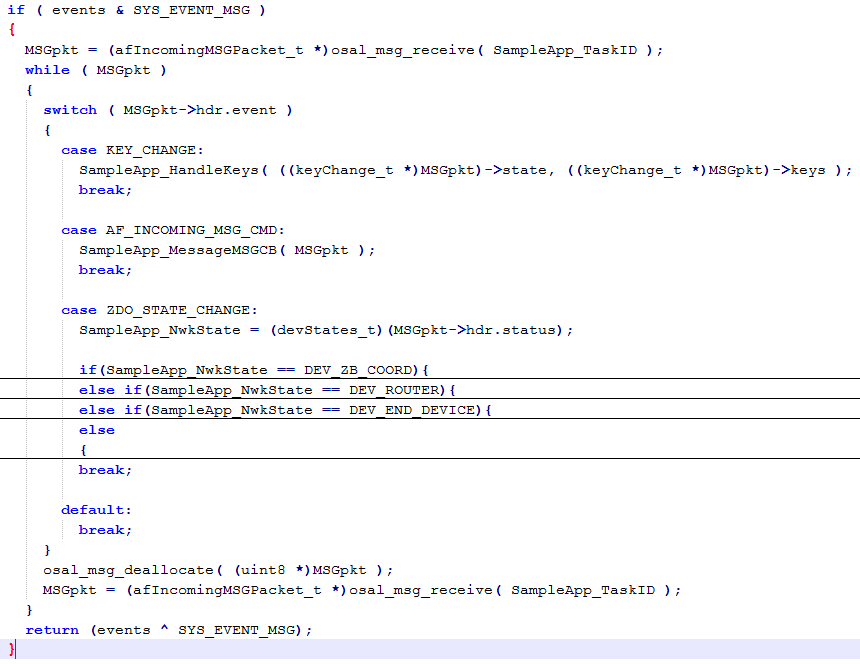 if ( events & SYS_EVENT_MSG )
{
MSGpkt = (afIncomingMSGPacket_t *)osal_msg_receive( SampleApp_TaskID );
while ( MSGpkt )
{
switch ( MSGpkt->hdr.event )
{
case KEY_CHANGE:
SampleApp_HandleKeys( ((keyChange_t *)MSGpkt)->state, ((keyChange_t *)MSGpkt)->keys );
break;
case AF_INCOMING_MSG_CMD:
SampleApp_MessageMSGCB( MSGpkt );
break;
case ZDO_STATE_CHANGE:
SampleApp_NwkState = (devStates_t)(MSGpkt->hdr.status);
if(SampleApp_NwkState == DEV_ZB_COORD){
else if(SampleApp_NwkState == DEV_ROUTER){
else if(SampleApp_NwkState == DEV_END_DEVICE){
else
{
break;
default:
break;
}
osal_msg_deallocate( (uint8 *)MSGpkt );
MSGpkt = (afIncomingMSGPacket_t *)osal_msg_receive( SampleApp_TaskID );
}
return (events ^ SYS_EVENT_MSG);
}